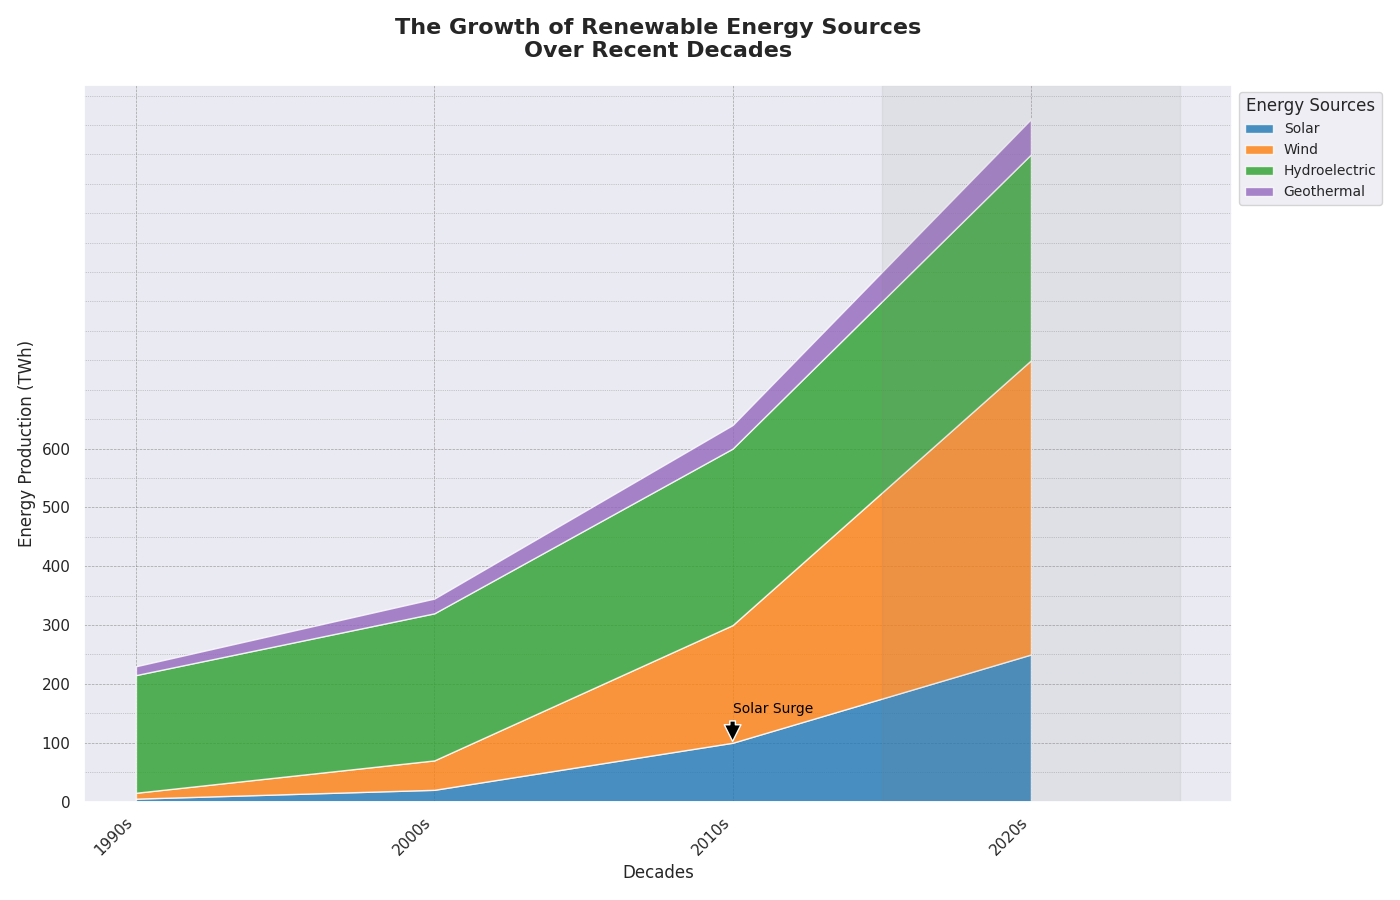 The Growth of Renewable Energy Sources
Over Recent Decades
Energy Production (TWh)
600
500
400
300
200
100
0
Solar Surge
1990s
2000s
2010s
2020s
Decades
Energy Sources
Solar
Wind
Hydroelectric
Geothermal